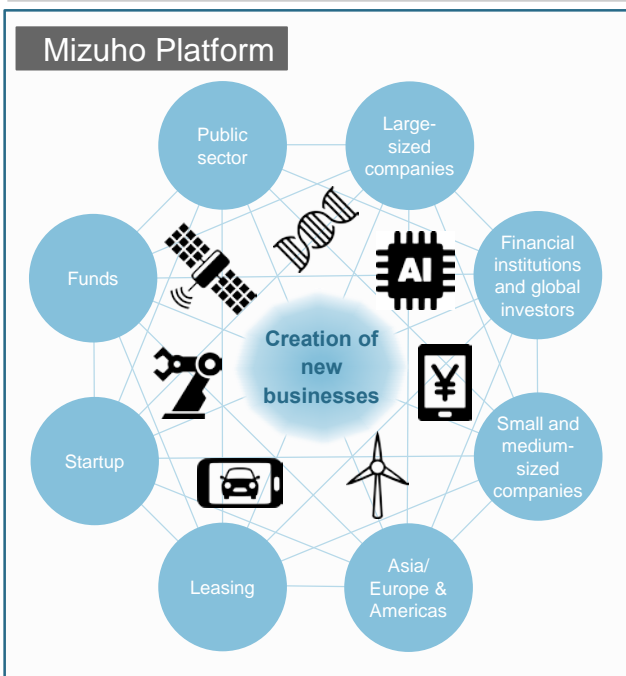 Mizuho Platform
Public
sector
Large-
sized
companies
Funds
Financial
institutions
and global
investors
AI
Creation of
new
businesses
¥
Startup
Small and
medium-
sized
companies
Leasing
Asia/
Europe &
Americas